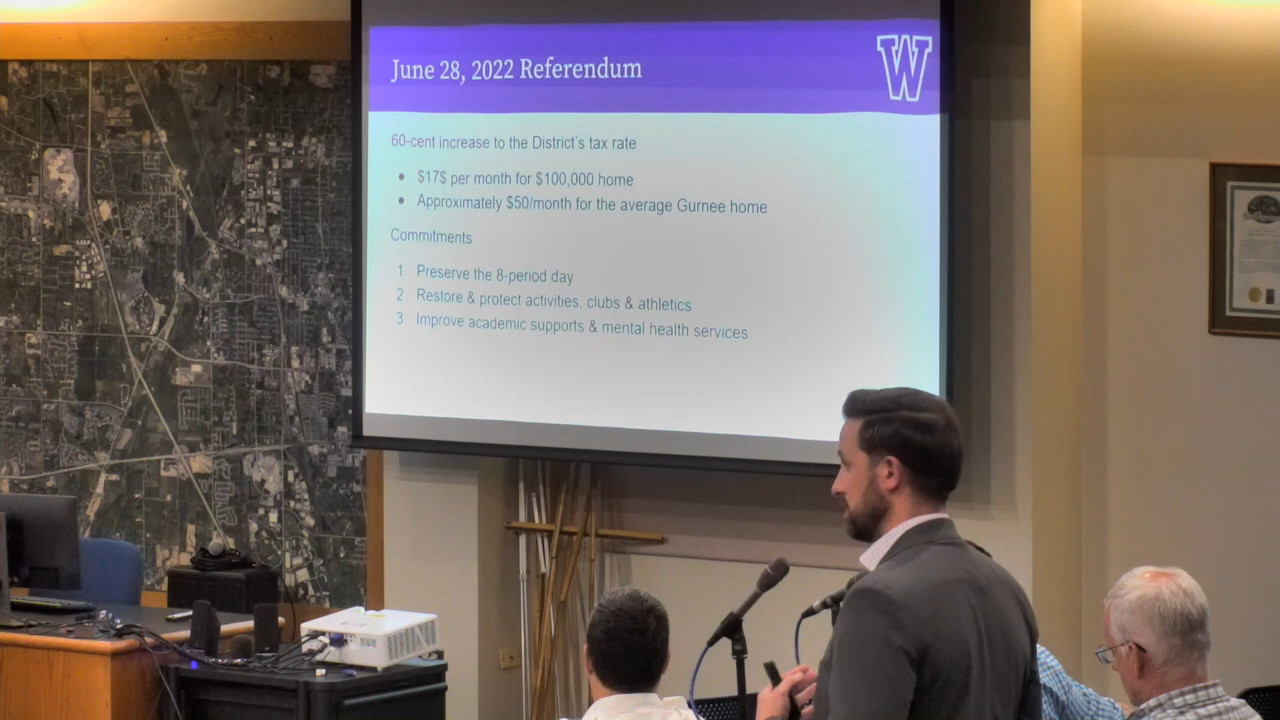 June 28, 2022 Referendum
W
60-cent increase to the District's tax rate
• $17$ per month for $100,000 home
• Approximately $50/month for the average Gurnee home
Commitments
1 Preserve the 8-period day
2 Restore & protect activities, clubs & athletics
3 Improve academic supports & mental health services